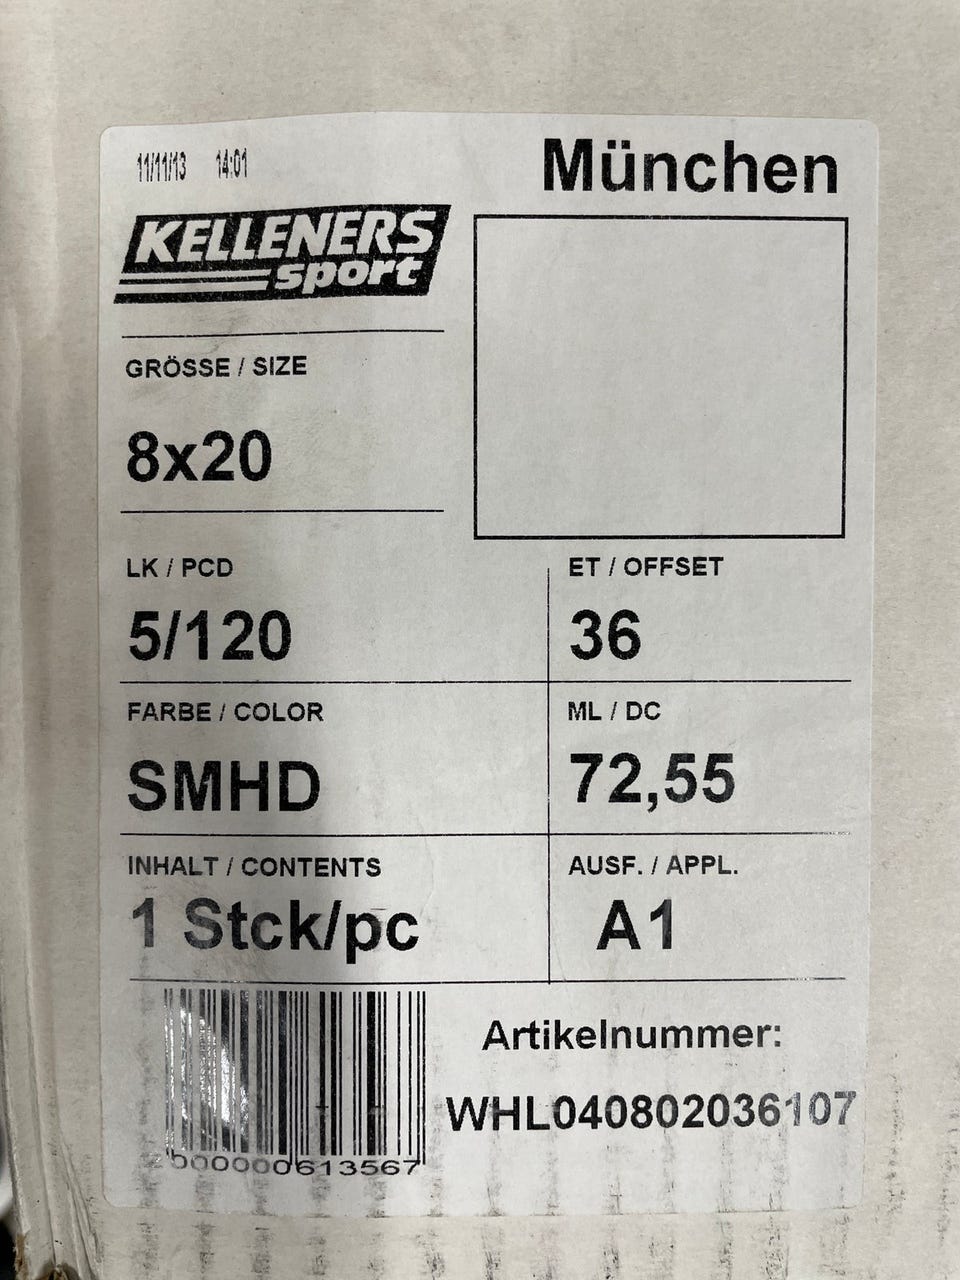 11/11/13 14:01
München
KELLENERS
sport
GRÖSSE / SIZE
8x20
LK / PCD
ET / OFFSET
5/120
36
FARBE / COLOR
ML / DC
SMHD
72,55
INHALT / CONTENTS
AUSF. / APPL.
1 Stck/pc
A1
Artikelnummer:
WHL040802036107
2000000613567